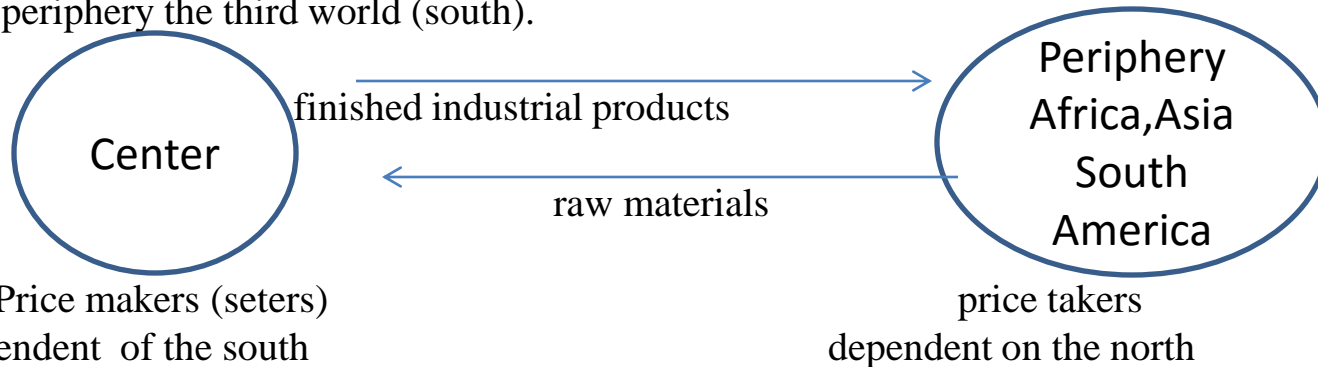 periphery the third world (south).
Center
finished industrial products
raw materials
Periphery
Africa,Asia
South
America
Price makers (seters)
endent of the south
price takers
dependent on the north